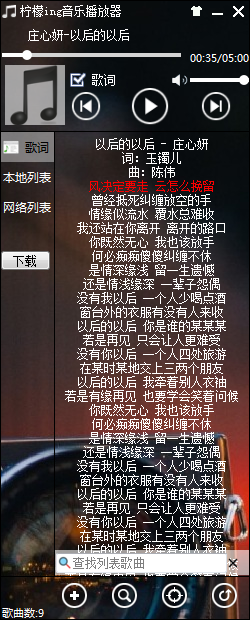 柠檬ing音乐播放器
庄心妍-以后的以后
00:35/05:00
歌词
歌词
本地列表
网络列表
下载
以后的以后 - 庄心妍
词：玉镯儿
曲：陈伟
风决定要走 云怎么挽留
曾经抵死纠缠放空的手
情缘似流水 覆水总难收
我还站在你离开 离开的路口
你既然无心 我也该放手
何必痴痴傻傻纠缠不休
是情深缘浅 留一生遗憾
还是情浅缘深 一辈子怨偶
没有我以后 一个人少喝点酒
窗台外的衣服有没有人来收
以后的以后 你是谁的某某某
若是再见 只会让人更难受
没有你以后 一个人四处旅游
在某时某地交上三两个朋友
以后的以后 我牵着别人衣袖
若是有缘再见 也要学会笑着问候
你既然无心 我也该放手
何必痴痴傻傻纠缠不休
是情深缘浅 留一生遗憾
还是情浅缘深 一辈子怨偶
没有我以后 一个人少喝点酒
窗台外的衣服有没有人来收
以后的以后 你是谁的某某某
若是再见 只会让人更难受
没有你以后 一个人四处旅游
在某时某地交上三两个朋友
以后的以后 我牵着别人衣袖
查找列表歌曲
歌曲数:9